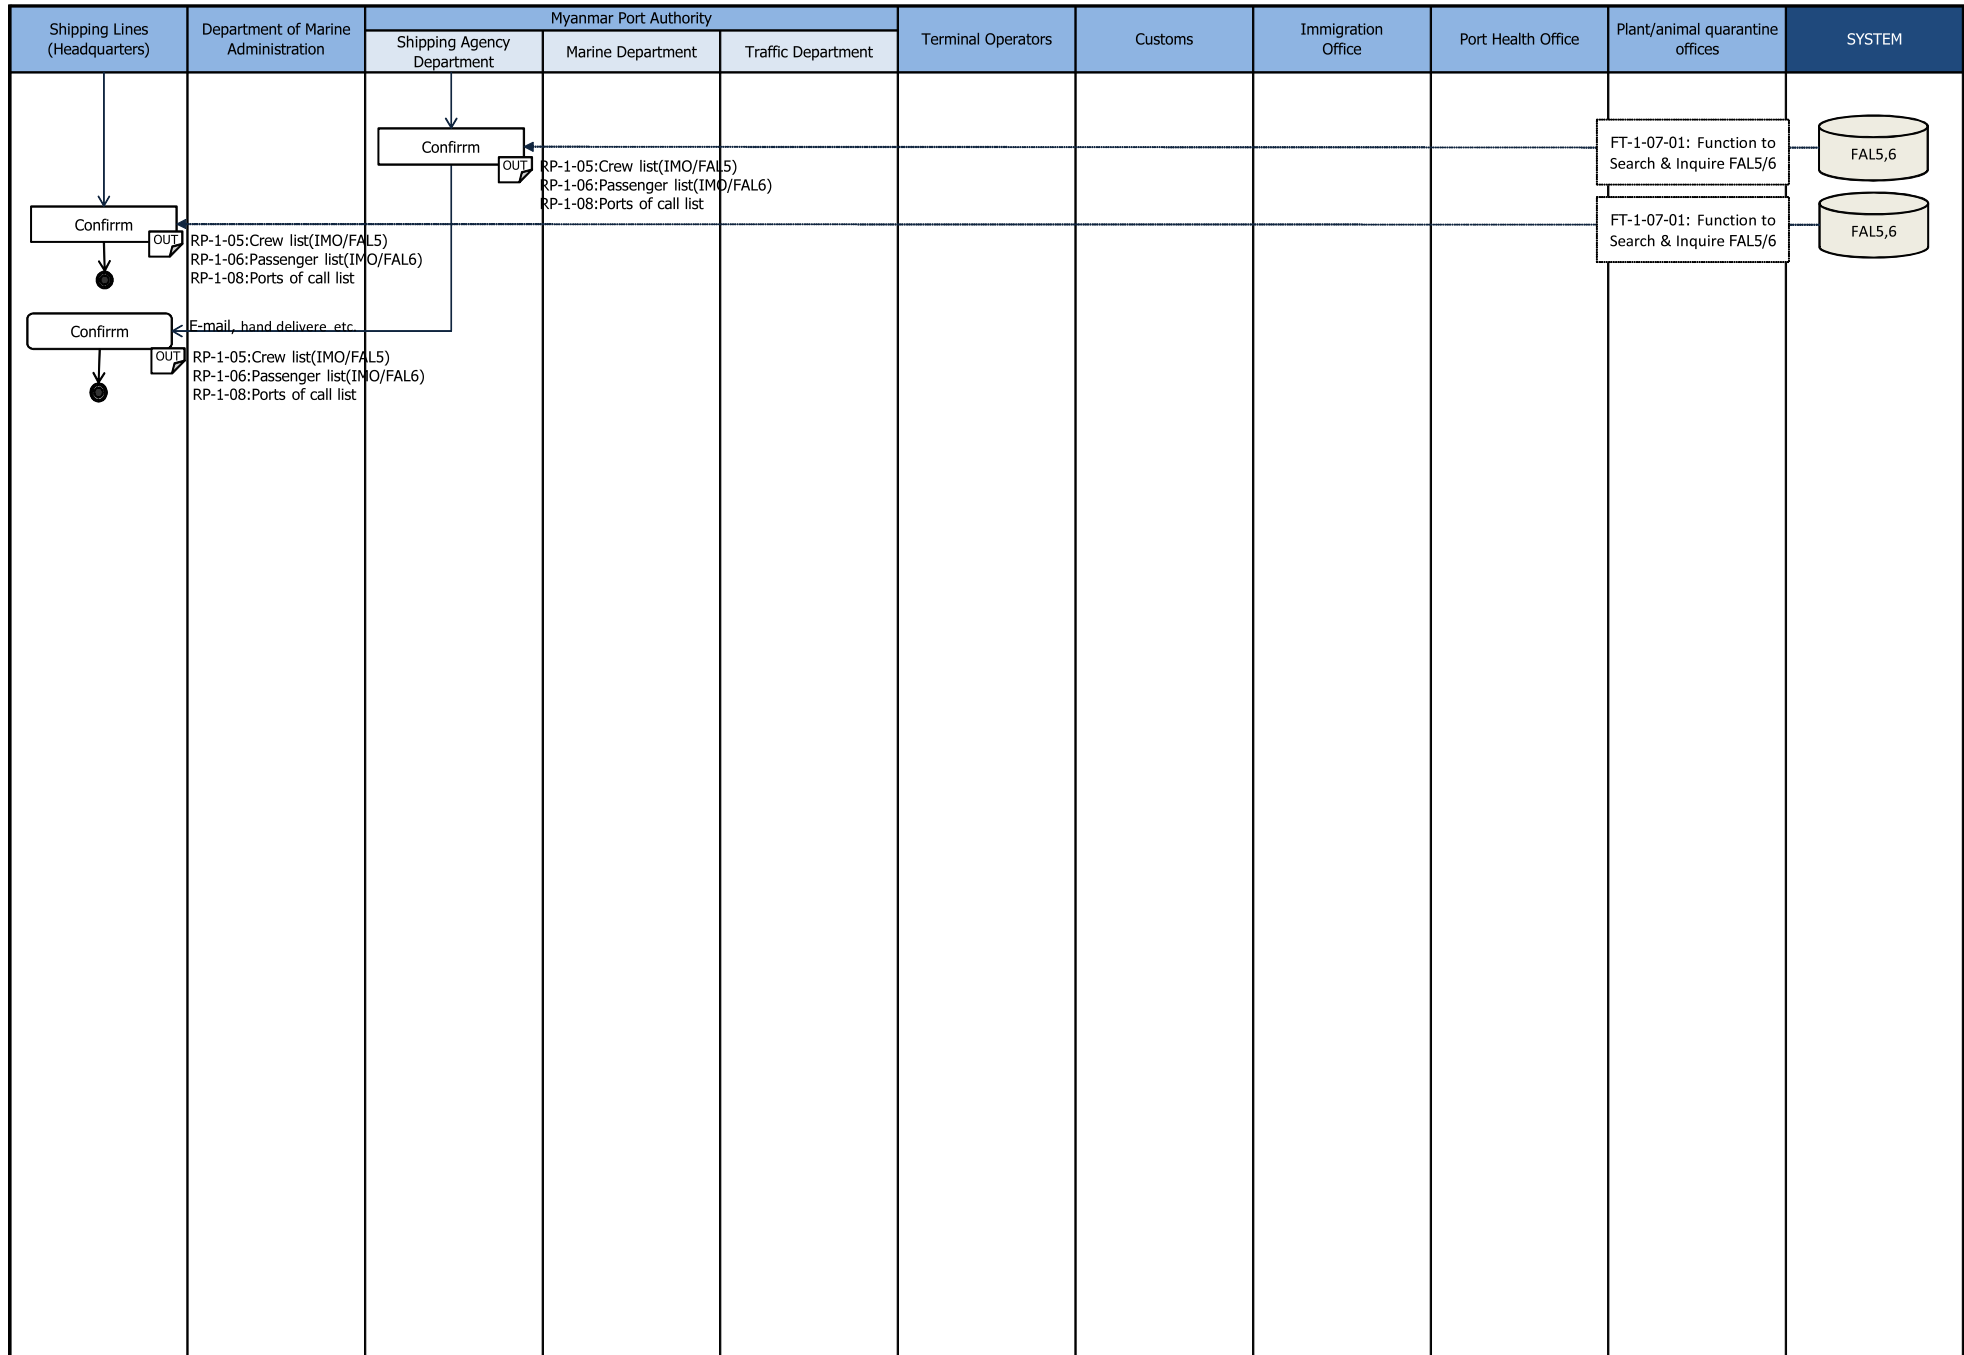 Shipping Lines
(Headquarters)
Department of Marine
Administration
Myanmar Port Authority
Shipping Agency
Department
Marine Department
Traffic Department
Terminal Operators
Customs
Immigration
Office
Port Health Office
Plant/animal quarantine
offices
SYSTEM
Confirrm
OUT
RP-1-05:Crew list(IMO/FAL5)
RP-1-06:Passenger list(IMO/FAL6)
RP-1-08:Ports of call list
FT-1-07-01: Function to
Search & Inquire FAL5/6
FAL5,6
Confirrm
OUT
RP-1-05:Crew list(IMO/FAL5)
RP-1-06:Passenger list(IMO/FAL6)
RP-1-08:Ports of call list
FT-1-07-01: Function to
Search & Inquire FAL5/6
FAL5,6
Confirrm
E-mail, hand delivere etc.
OUT
RP-1-05:Crew list(IMO/FAL5)
RP-1-06:Passenger list(IMO/FAL6)
RP-1-08:Ports of call list